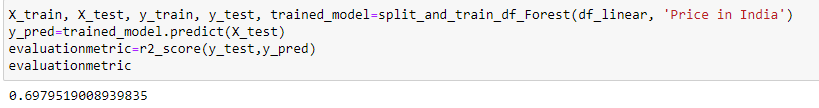 X_train, X_test, y_train, y_test, trained_model=split_and_train_df_Forest(df_linear, 'Price in India')
y_pred=trained_model.predict(X_test)
evaluationmetric=r2_score(y_test,y_pred)
evaluationmetric
0.6979519008939835